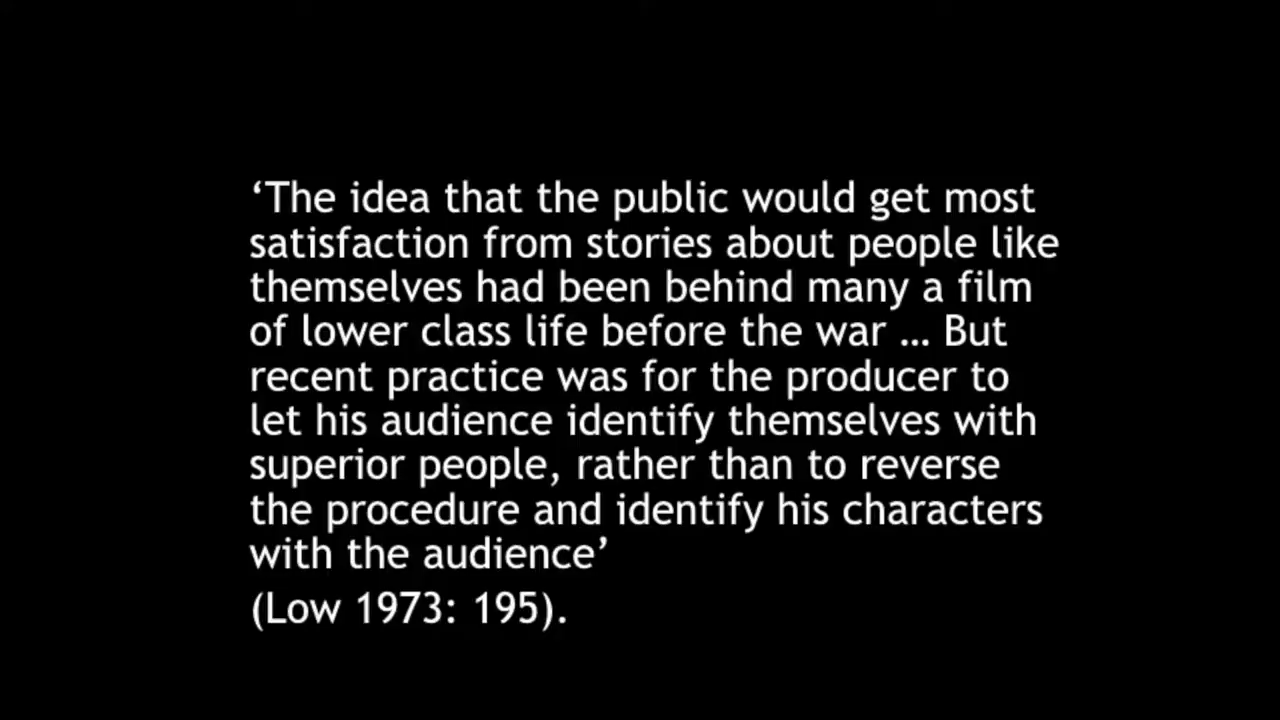 ‘The idea that the public would get most
satisfaction from stories about people like
themselves had been behind many a film
of lower class life before the war … But
recent practice was for the producer to
let his audience identify themselves with
superior people, rather than to reverse
the procedure and identify his characters
with the audience’
(Low 1973: 195).